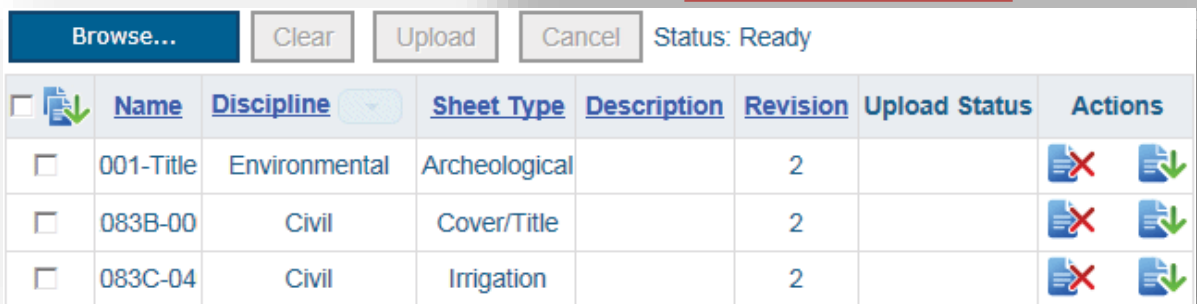 Browse... Clear Upload Cancel Status: Ready
Name Discipline Sheet Type Description Revision Upload Status Actions
001-Title Environmental Archeological 2
083B-00 Civil Cover/Title 2
083C-04 Civil Irrigation 2